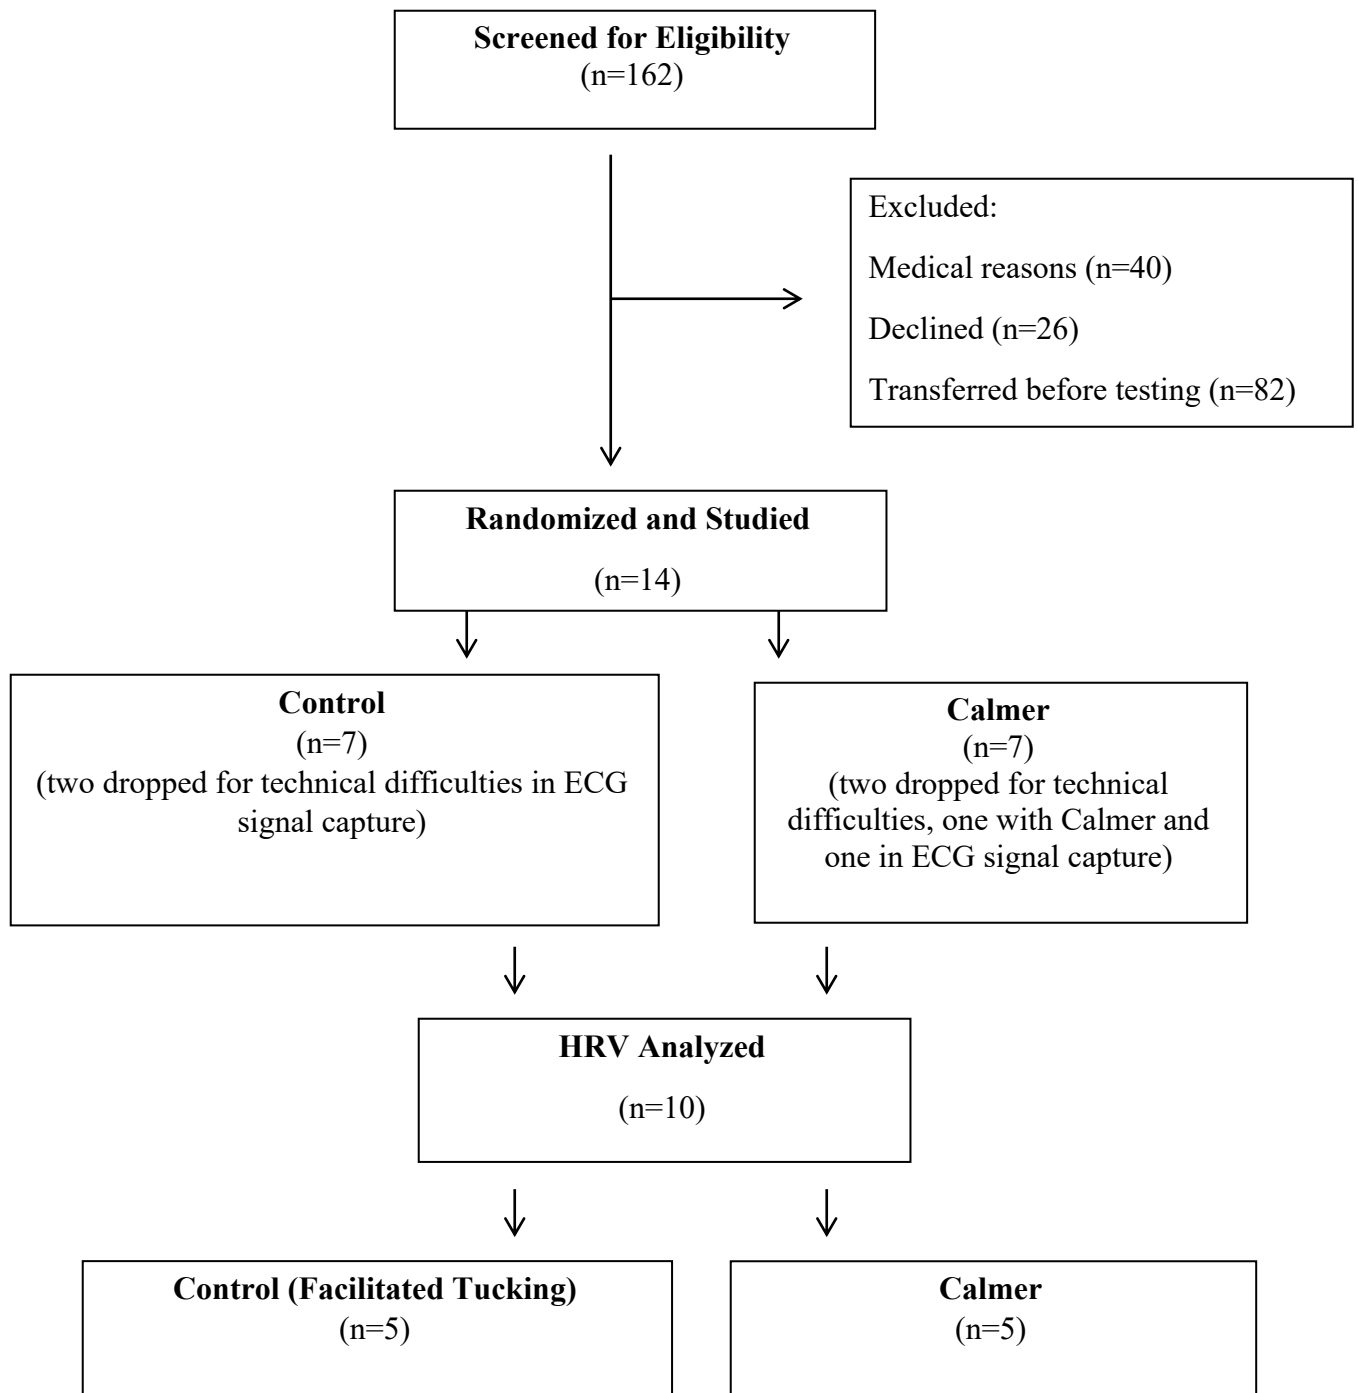 Screened for Eligibility
(n=162)
Excluded:
Medical reasons (n=40)
Declined (n=26)
Transferred before testing (n=82)
Randomized and Studied
(n=14)
Control
(n=7)
(two dropped for technical difficulties in ECG
signal capture)
Calmer
(n=7)
(two dropped for technical
difficulties, one with Calmer and
one in ECG signal capture)
HRV Analyzed
(n=10)
Control (Facilitated Tucking)
(n=5)
Calmer
(n=5)